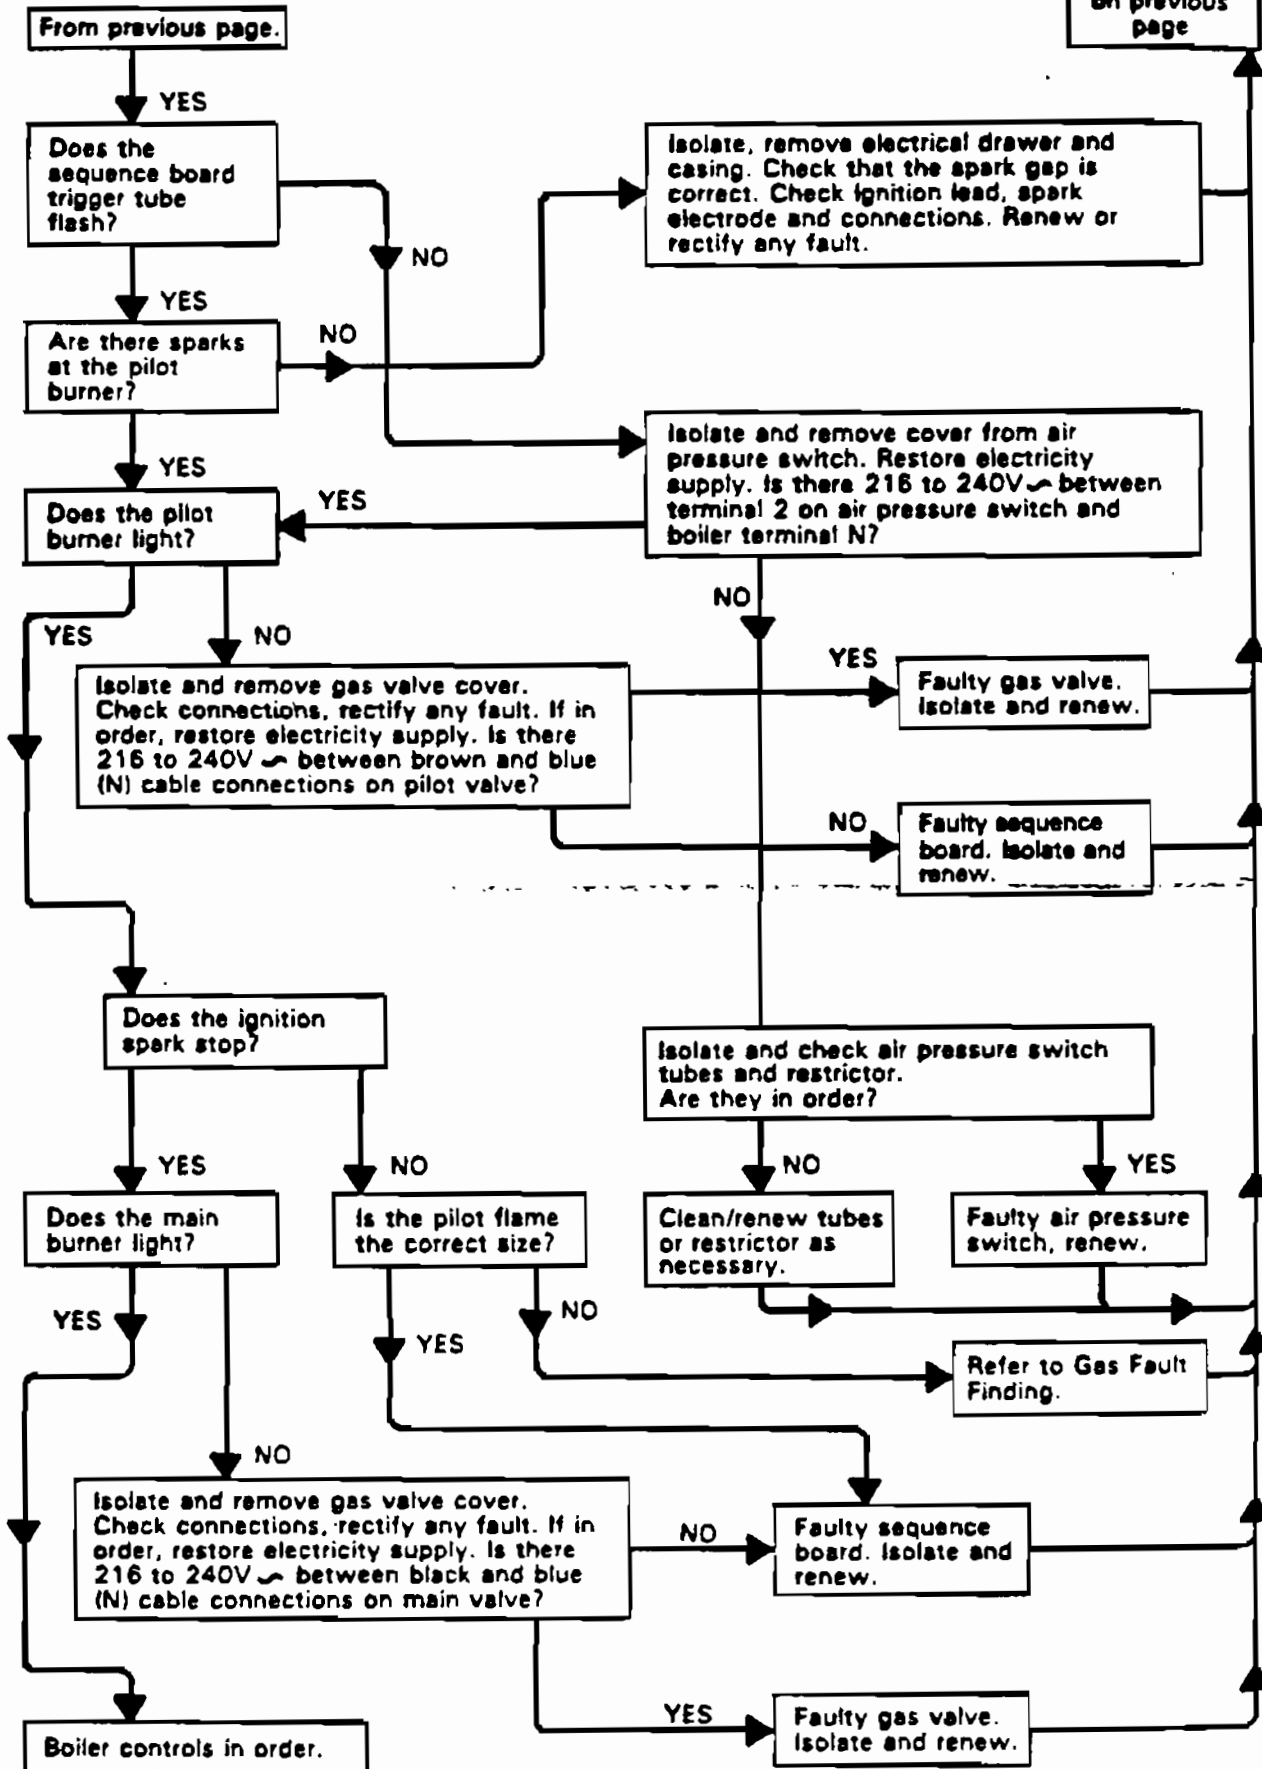 From previous page.
on previous
page
YES
Does the
sequence board
trigger tube
flash?
Isolate, remove electrical drawer and
casing. Check that the spark gap is
correct. Check ignition lead, spark
electrode and connections. Renew or
rectify any fault.
NO
YES
Are there sparks
at the pilot
burner?
NO
YES
Isolate and remove cover from air
pressure switch. Restore electricity
supply. Is there 216 to 240V ~ between
terminal 2 on air pressure switch and
boiler terminal N?
Does the pilot
burner light?
YES
NO
YES
NO
Isolate and remove gas valve cover.
Check connections, rectify any fault. If in
order, restore electricity supply. Is there
216 to 240V ~ between brown and blue
(N) cable connections on pilot valve?
YES
Faulty gas valve.
Isolate and renew.
NO
Faulty sequence
board. Isolate and
renew.
Does the ignition
spark stop?
Isolate and check air pressure switch
tubes and restrictor.
Are they in order?
YES
NO
NO
YES
Does the main
burner light?
Is the pilot flame
the correct size?
Clean/renew tubes
or restrictor as
necessary.
Faulty air pressure
switch, renew.
YES
YES
NO
Refer to Gas Fault
Finding.
NO
Isolate and remove gas valve cover.
Check connections, rectify any fault. If in
order, restore electricity supply. Is there
216 to 240V ~ between black and blue
(N) cable connections on main valve?
NO
Faulty sequence
board. Isolate and
renew.
YES
Faulty gas valve.
Isolate and renew.
Boiler controls in order.